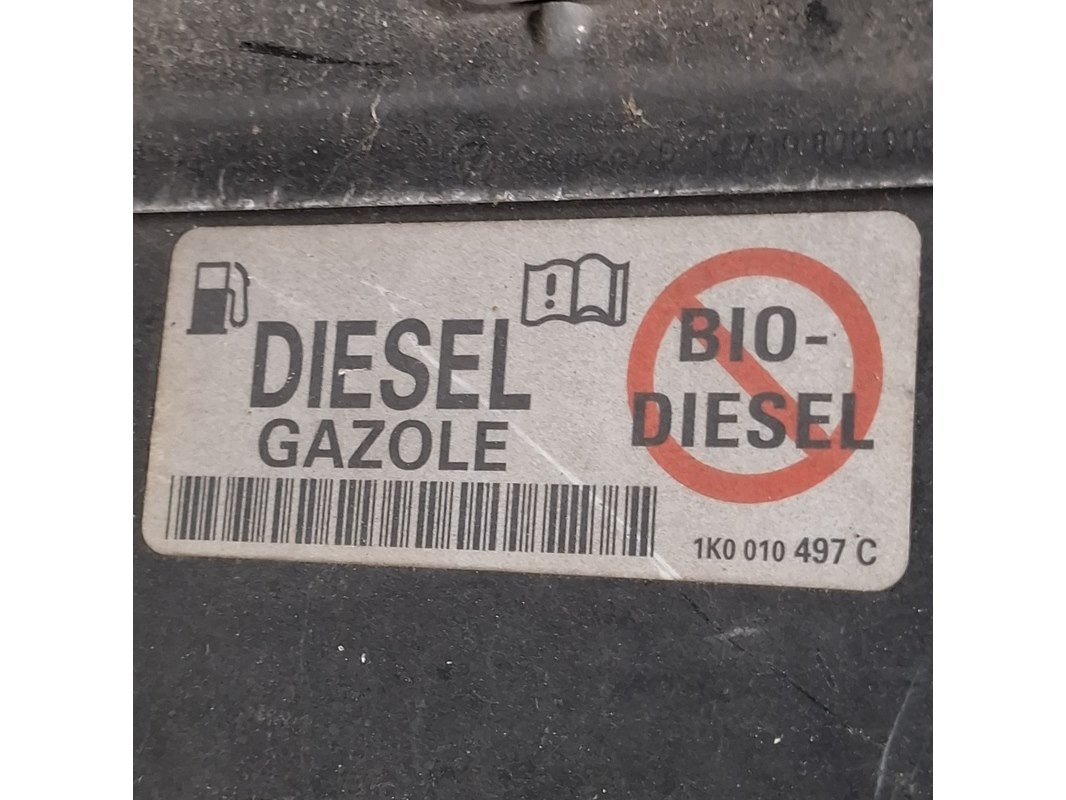 DIESEL
GAZOLE
BIO-
DIESEL
1K0 010 497 C